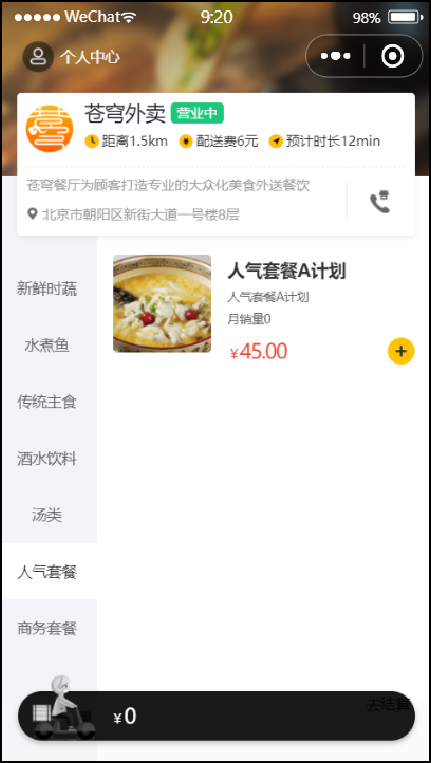 WeChat 9:20 98%
个人中心
苍穹外卖 营业中
距离1.5km 配送费6元 预计时长12min
苍穹餐厅为顾客打造专业的大众化美食外送餐饮
北京市朝阳区新街大道一号楼8层
新鲜时蔬
水煮鱼
传统主食
酒水饮料
汤类
人气套餐
商务套餐
人气套餐A计划
人气套餐A计划
月销量0
¥45.00
¥0
去结算